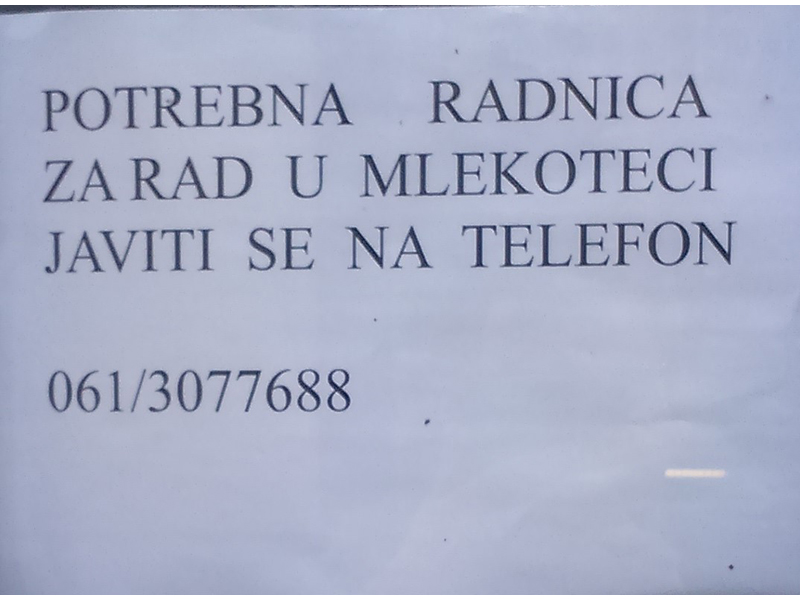 POTREBNA RADNICA
ZA RAD U MLEKOTECI
JAVITI SE NA TELEFON
061/3077688